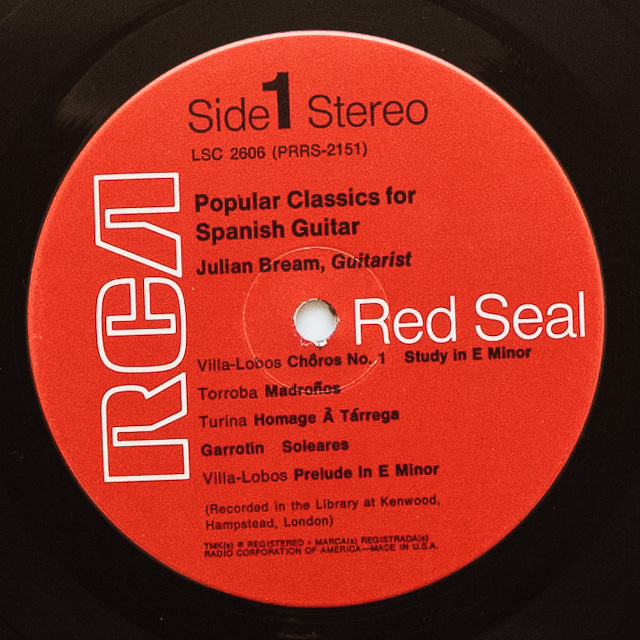 Side 1 Stereo
LSC 2606 (PRRS-2151)
Popular Classics for
Spanish Guitar
Julian Bream, Guitarist
RCA
Red Seal
Villa-Lobos Chôros No. 1 Study in E Minor
Torroba Madroños
Turina Homage À Tárrega
Garrotín Soleares
Villa-Lobos Prelude in E Minor
(Recorded in the Library at Kenwood,
Hampstead, London)
TMK(s) ® REGISTERED • MARCA(s) REGISTRADA(s)
RADIO CORPORATION OF AMERICA—MADE IN U.S.A.